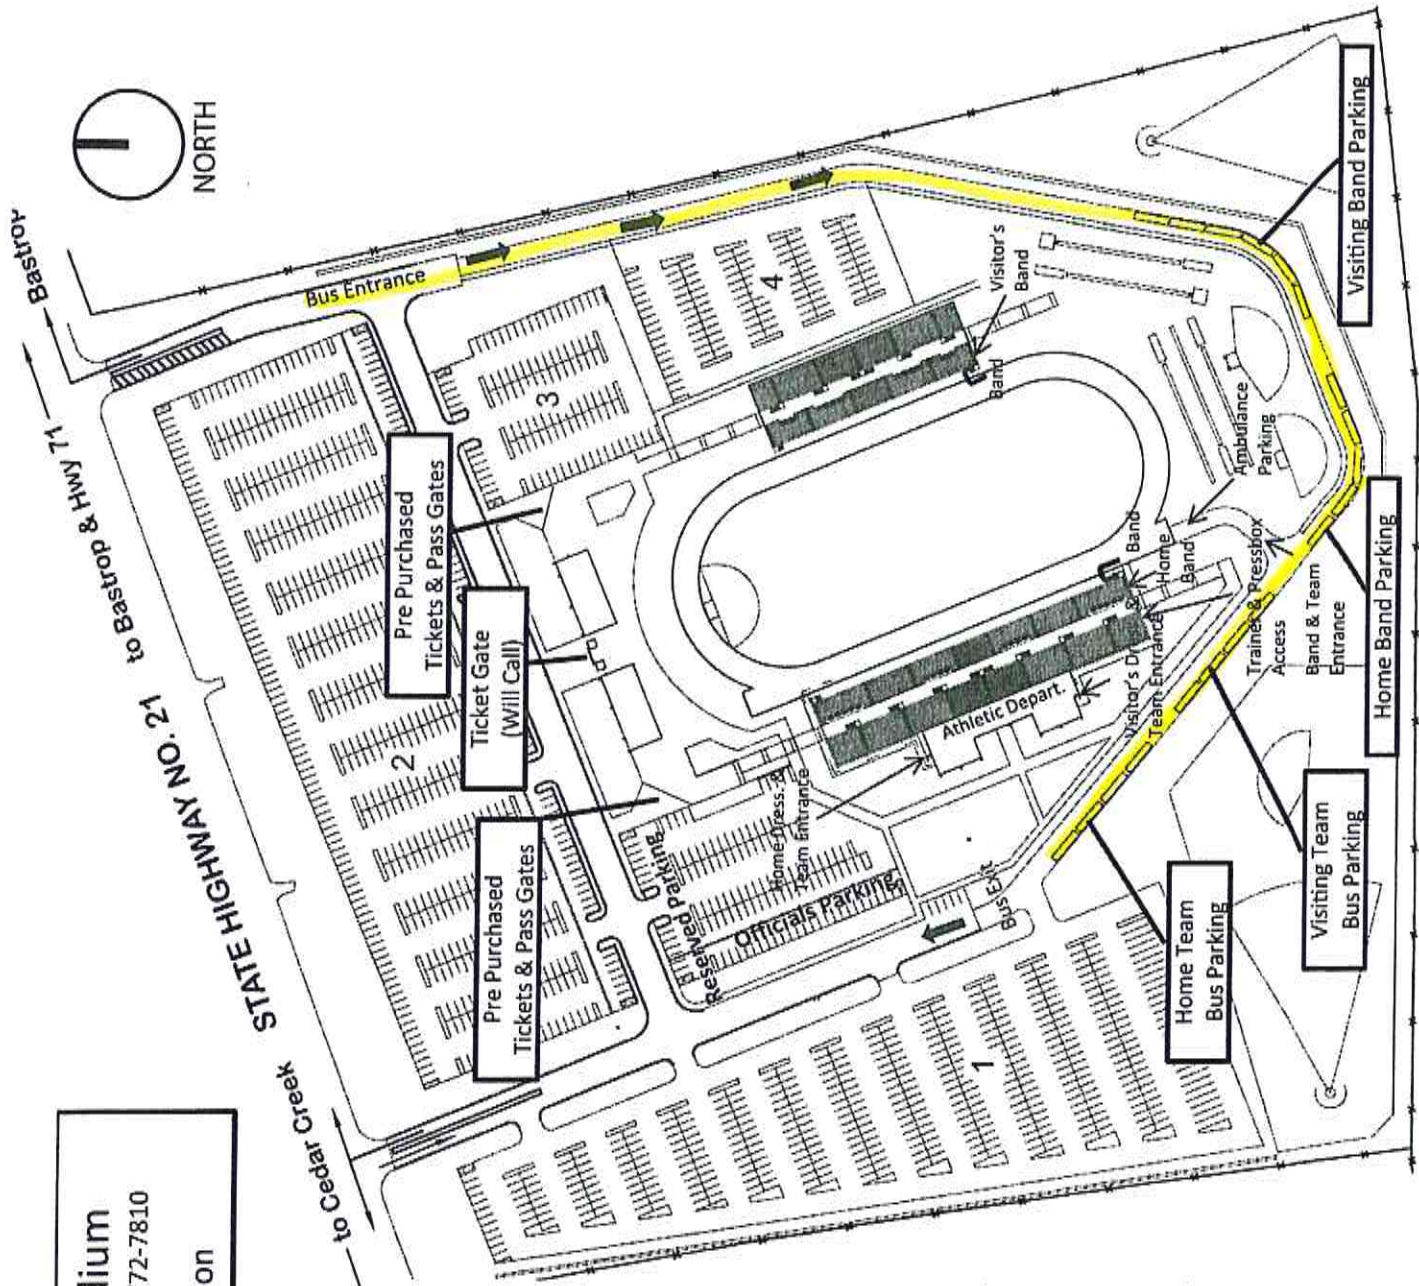 dium
72-7810
on
NORTH
to Cedar Creek
STATE HIGHWAY NO. 21
to Bastrop & Hwy 71
Bastrop
Bus Entrance
Pre Purchased
Tickets & Pass Gates
Ticket Gate
(Will Call)
Pre Purchased
Tickets & Pass Gates
1
2
3
4
Reserved Parking
Officials Parking
Home Dress. &
Team Entrance
Athletic Depart.
Bus Exit
Visitor's
Band
Band
Band
Home
Band
Ambulance
Parking
Visitor's Dress. &
Team Entrance
Trainer & Pressbox
Access
Band & Team
Entrance
Visiting Band Parking
Home Band Parking
Visiting Team
Bus Parking
Home Team
Bus Parking